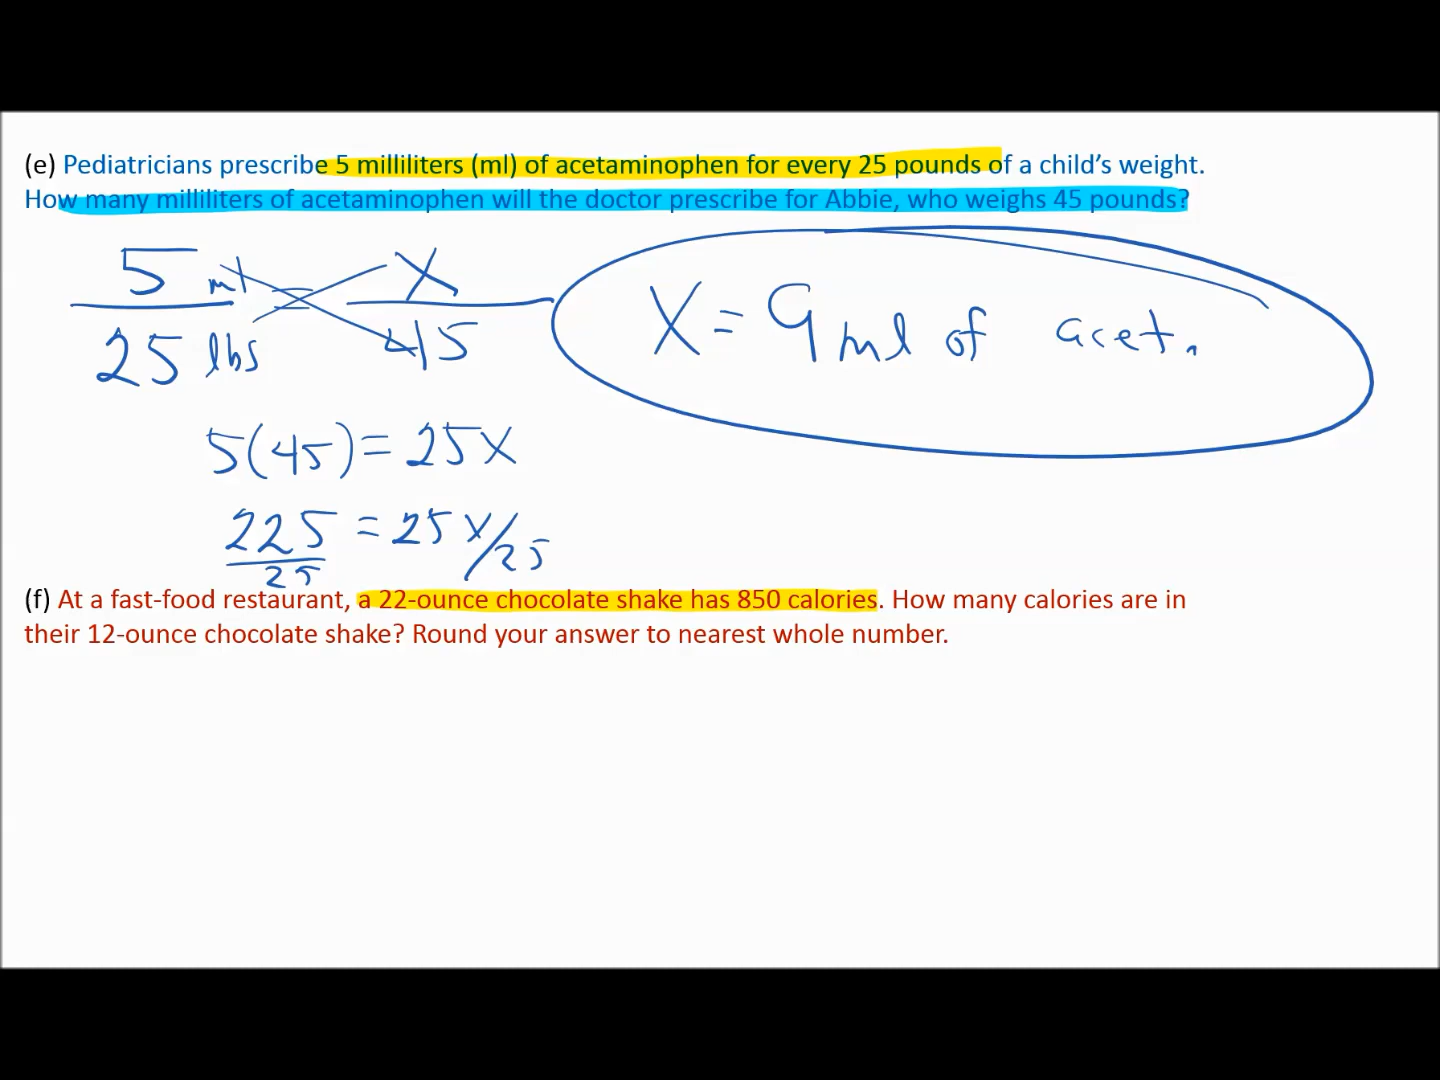 (e) Pediatricians prescribe 5 milliliters (ml) of acetaminophen for every 25 pounds of a child’s weight.
How many milliliters of acetaminophen will the doctor prescribe for Abbie, who weighs 45 pounds?
5 ml = X
25 lbs 45
X = 9 ml of acet.
5(45) = 25X
225 = 25X/25
25
(f) At a fast-food restaurant, a 22-ounce chocolate shake has 850 calories. How many calories are in
their 12-ounce chocolate shake? Round your answer to nearest whole number.